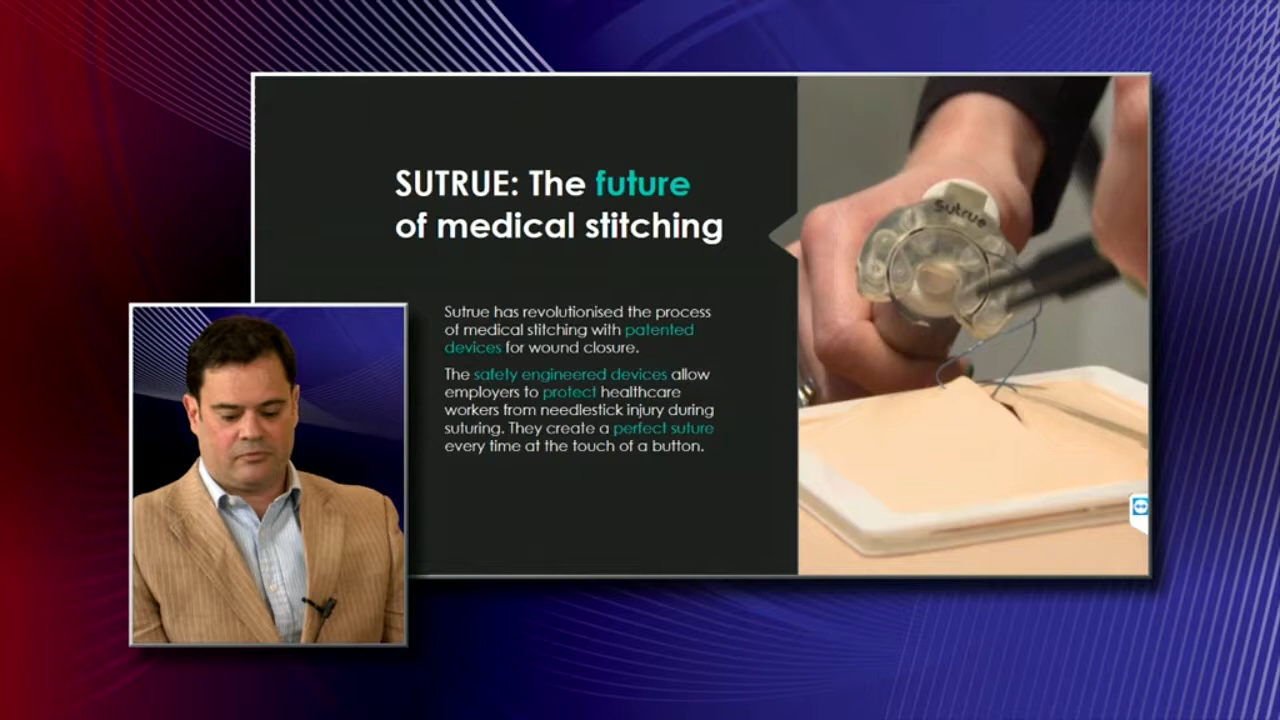 SUTRUE: The future
of medical stitching
Sutrue has revolutionised the process
of medical stitching with patented
devices for wound closure.
The safety engineered devices allow
employers to protect healthcare
workers from needlestick injury during
suturing. They create a perfect suture
every time at the touch of a button.
Sutrue